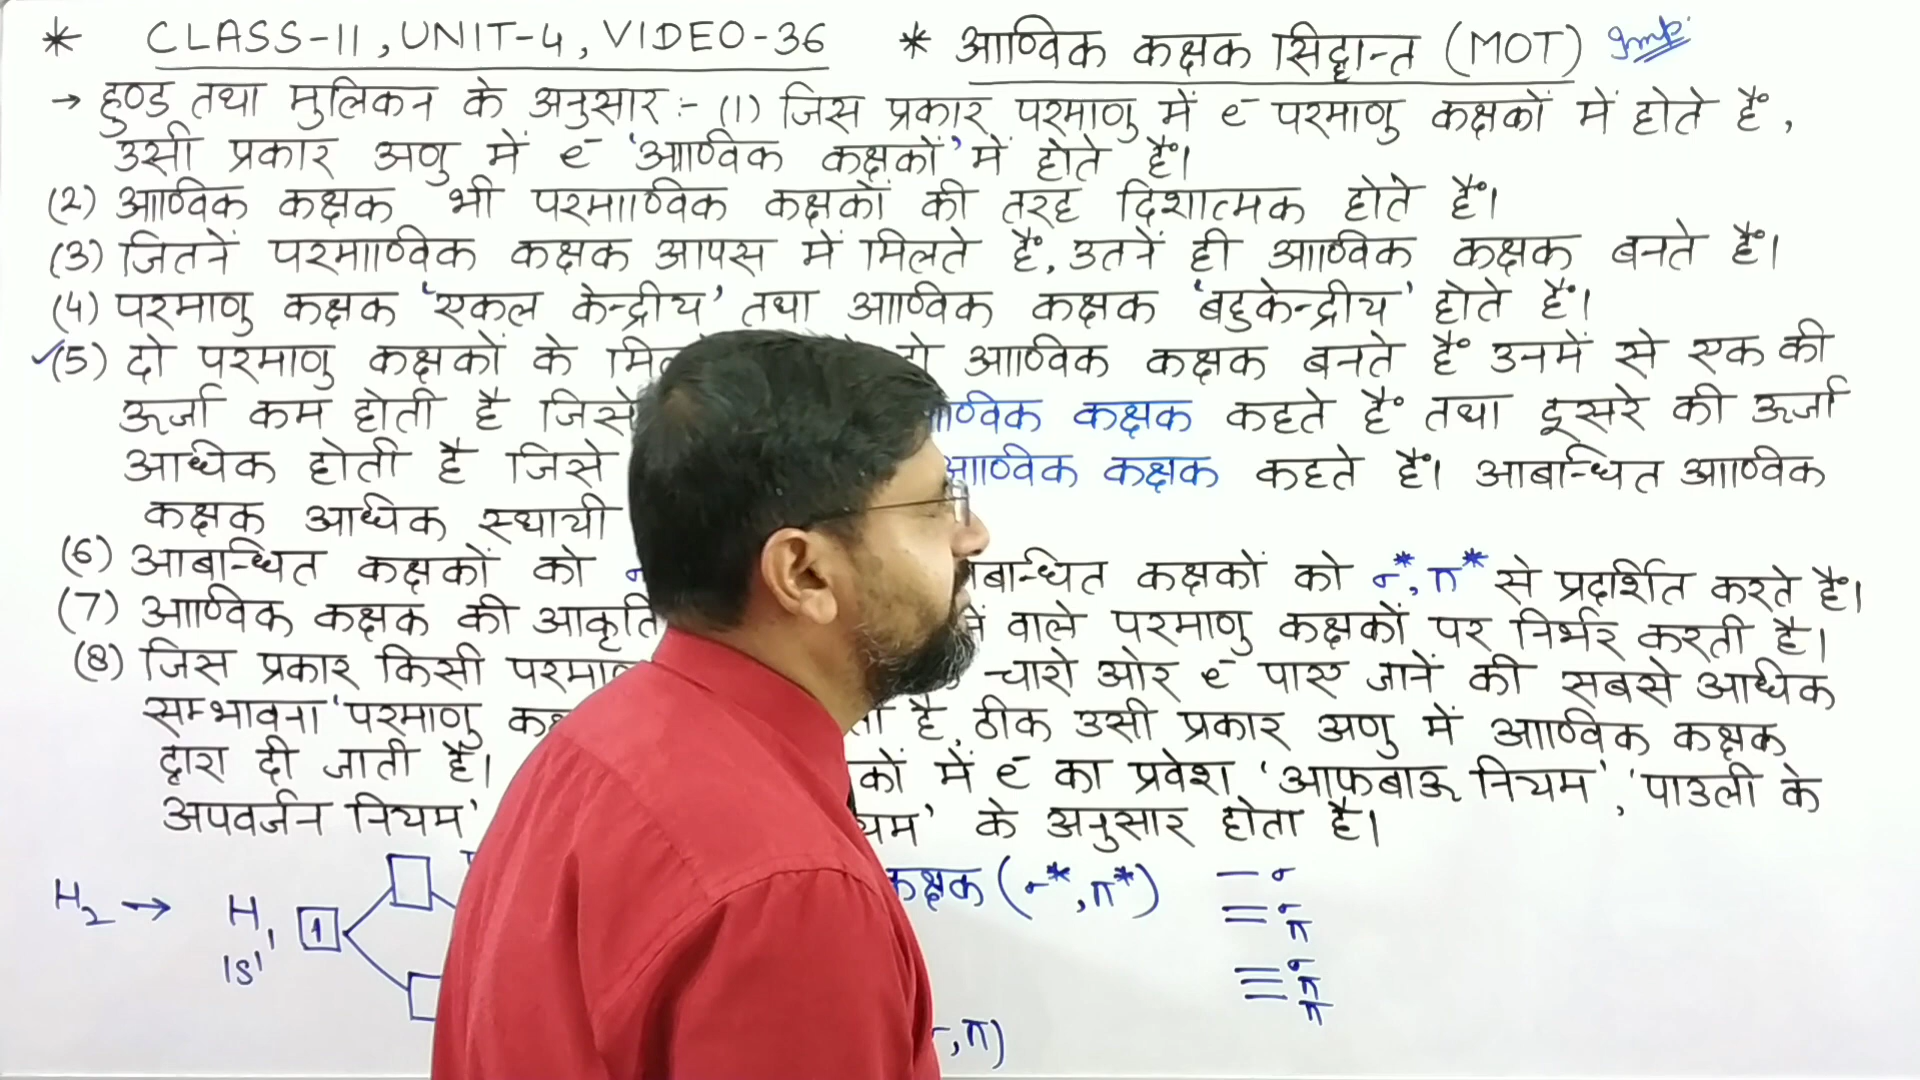 * CLASS-11, UNIT-4, VIDEO-36 * आण्विक कक्षक सिद्धान्त (MOT) Imp.
→ हुण्ड तथा मुलिकन के अनुसार :- (1) जिस प्रकार परमाणु में e⁻ परमाणु कक्षकों में होते हैं,
उसी प्रकार अणु में e⁻ 'आण्विक कक्षकों' में होते हैं।
(2) आण्विक कक्षक भी परमाण्विक कक्षकों की तरह दिशात्मक होते हैं।
(3) जितनें परमाण्विक कक्षक आपस में मिलते हैं, उतनें ही आण्विक कक्षक बनते हैं।
(4) परमाणु कक्षक 'एकल केन्द्रीय' तथा आण्विक कक्षक 'बहुकेन्द्रीय' होते हैं।
✓(5) दो परमाणु कक्षकों के आण्विक कक्षक बनते हैं उनमें से एक की
ऊर्जा कम होती है जिसे कक्षक कहते हैं तथा दूसरे की ऊर्जा
अधिक होती है जिसे आण्विक कक्षक कहते हैं। आबन्धित आण्विक
कक्षक अधिक स्थायी
(6) आबन्धित कक्षकों को कक्षकों को σ*, π* से प्रदर्शित करते हैं।
(7) आण्विक कक्षक की आकृति वाले परमाणु कक्षकों पर निर्भर करती है।
(8) जिस प्रकार किसी चारो ओर e⁻ पाए जानें की सबसे अधिक
सम्भावना 'परमाणु है, ठीक उसी प्रकार अणु में आण्विक कक्षक
द्वारा दी जाती है। में e⁻ का प्रवेश 'आफबाऊ नियम', 'पाउली के
अपवर्जन नियम' के अनुसार होता है।
कक्षक (σ*, π*) — σ
H₂ → H, 1 = σ π
1s¹ ≡ σ π π
, π)